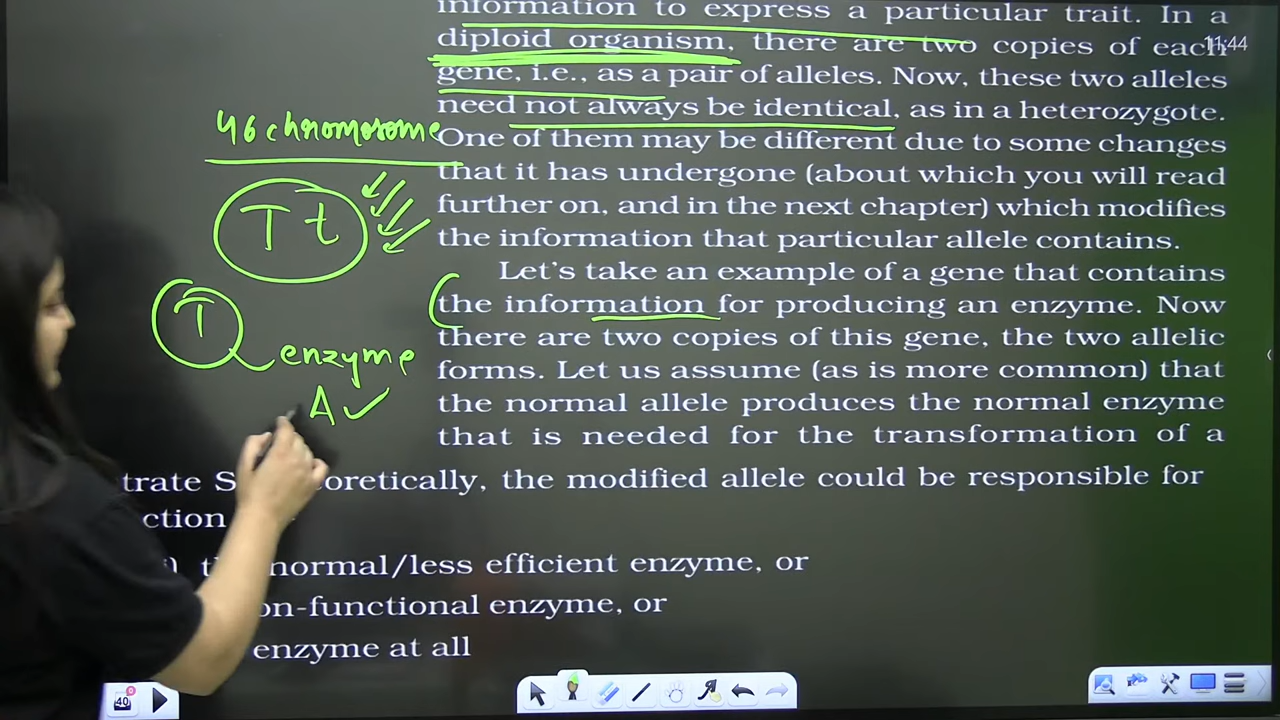 information to express a particular trait. In a
11:44
diploid organism, there are two copies of each
gene, i.e., as a pair of alleles. Now, these two alleles
need not always be identical, as in a heterozygote.
46 chromosome
One of them may be different due to some changes
that it has undergone (about which you will read
T t
further on, and in the next chapter) which modifies
the information that particular allele contains.
Let's take an example of a gene that contains
T
the information for producing an enzyme. Now
there are two copies of this gene, the two allelic
enzyme
forms. Let us assume (as is more common) that
A
the normal allele produces the normal enzyme
that is needed for the transformation of a
trate S oretically, the modified allele could be responsible for
ction
normal/less efficient enzyme, or
on-functional enzyme, or
enzyme at all
40
0